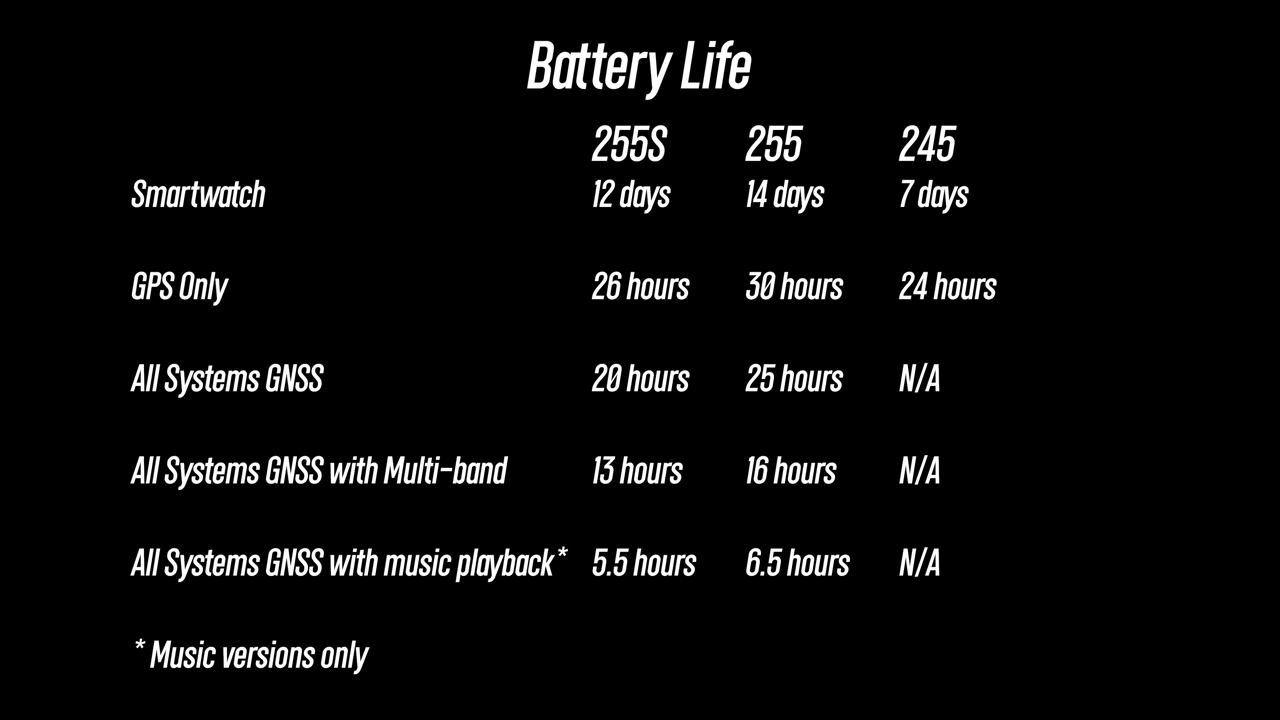 Battery Life
255S 255 245
Smartwatch 12 days 14 days 7 days
GPS Only 26 hours 30 hours 24 hours
All Systems GNSS 20 hours 25 hours N/A
All Systems GNSS with Multi-band 13 hours 16 hours N/A
All Systems GNSS with music playback* 5.5 hours 6.5 hours N/A
* Music versions only